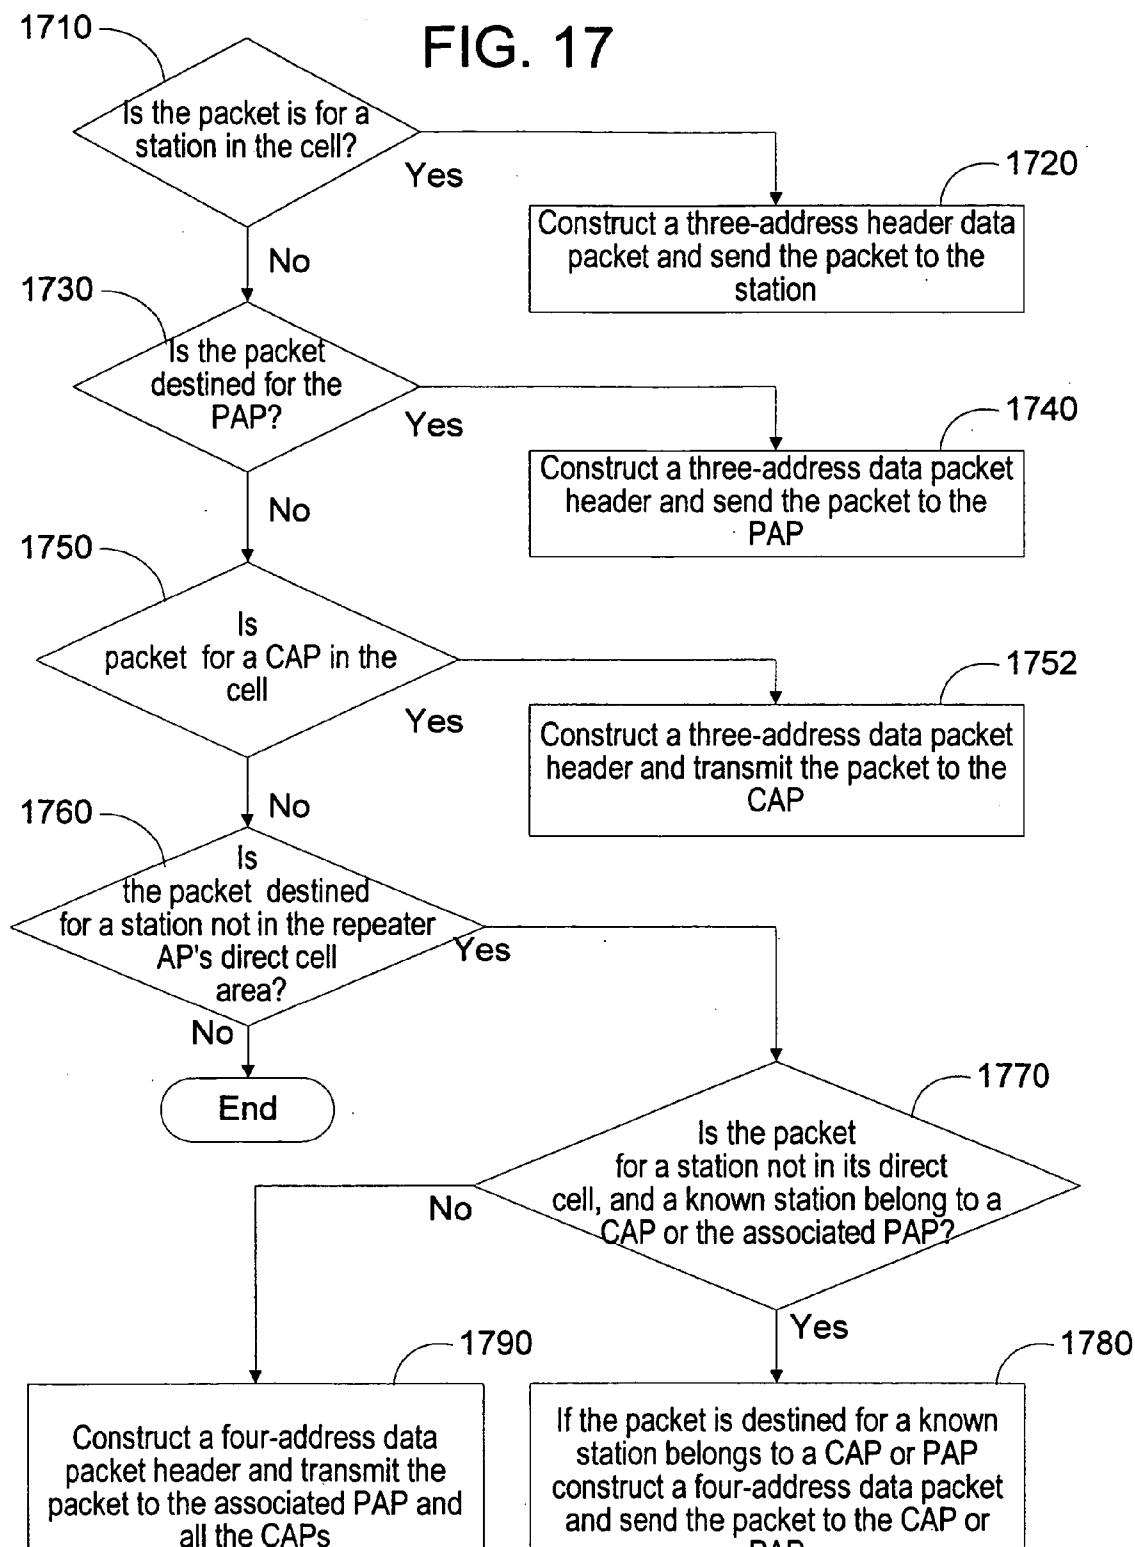 FIG. 17
1710
Is the packet is for a
station in the cell?
Yes
No
1720
Construct a three-address header data
packet and send the packet to the
station
1730
Is the packet
destined for the
PAP?
Yes
No
1740
Construct a three-address data packet
header and send the packet to the
PAP
1750
Is
packet for a CAP in the
cell
Yes
No
1752
Construct a three-address data packet
header and transmit the packet to the
CAP
1760
Is
the packet destined
for a station not in the repeater
AP's direct cell
area?
Yes
No
End
1770
Is the packet
for a station not in its direct
cell, and a known station belong to a
CAP or the associated PAP?
No
Yes
1790
Construct a four-address data
packet header and transmit the
packet to the associated PAP and
all the CAPs
1780
If the packet is destined for a known
station belongs to a CAP or PAP
construct a four-address data packet
and send the packet to the CAP or
PAP